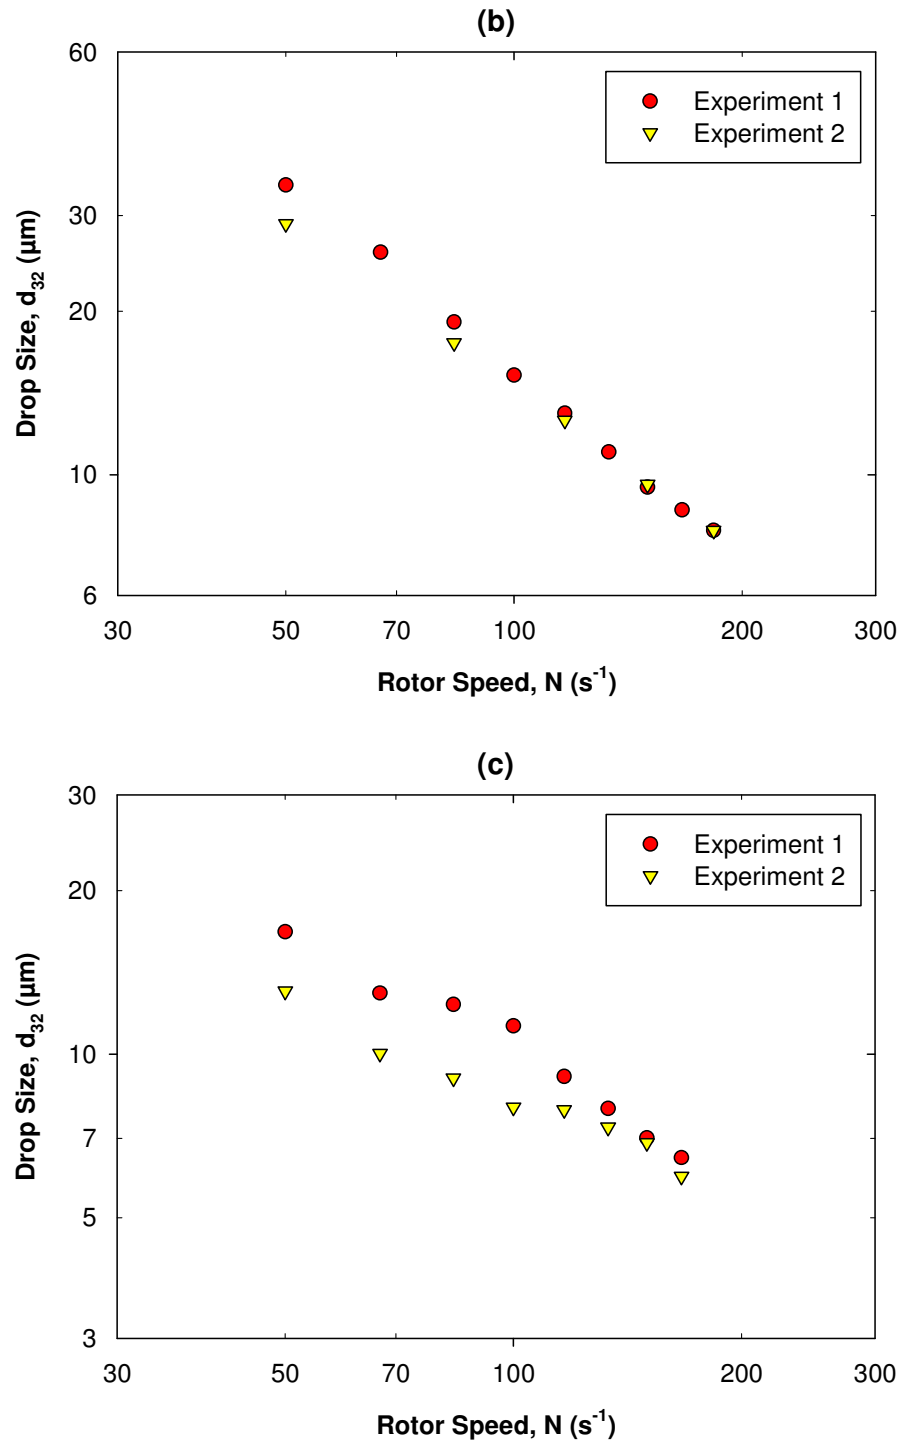 (b)
60
30
20
10
6
Drop Size, d32 (µm)
Experiment 1
Experiment 2
30 50 70 100 200 300
Rotor Speed, N (s-1)
(c)
30
20
10
7
5
3
Drop Size, d32 (µm)
Experiment 1
Experiment 2
30 50 70 100 200 300
Rotor Speed, N (s-1)